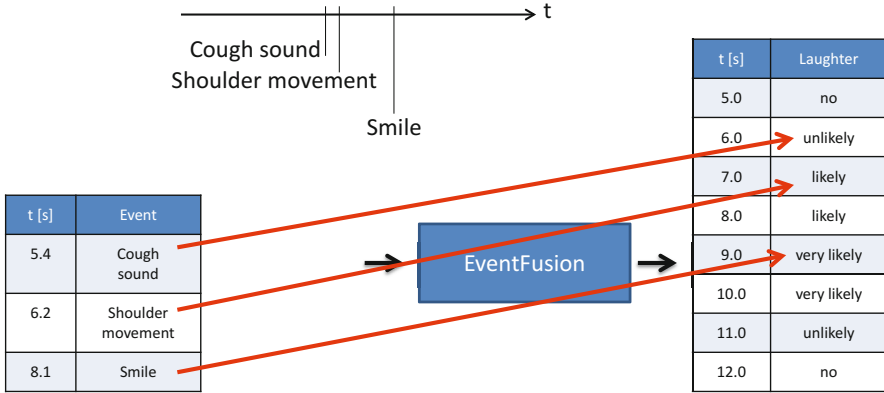 t
Cough sound
Shoulder movement
Smile
t [s] Event
5.4 Cough
sound
6.2 Shoulder
movement
8.1 Smile
EventFusion
t [s] Laughter
5.0 no
6.0 unlikely
7.0 likely
8.0 likely
9.0 very likely
10.0 very likely
11.0 unlikely
12.0 no